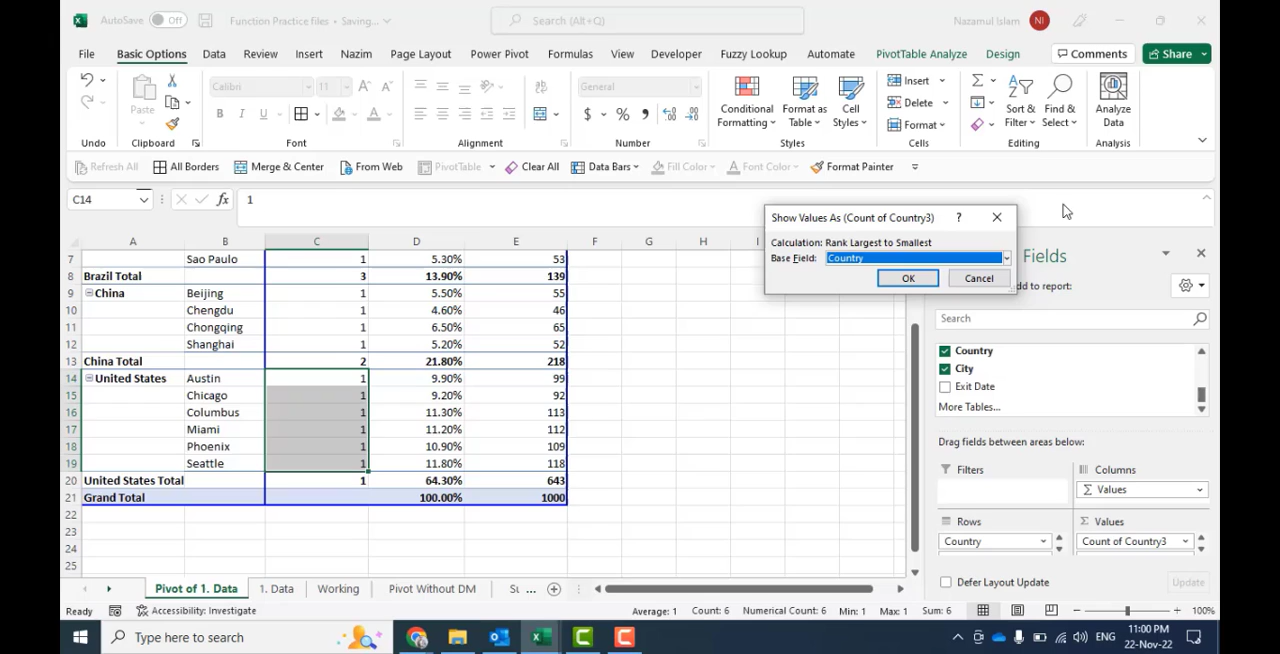 AutoSave Off Function Practice files • Saving... Search (Alt+Q) Nazamul Islam NI
File Basic Options Data Review Insert Nazim Page Layout Power Pivot Formulas View Developer Fuzzy Lookup Automate PivotTable Analyze Design Comments Share
Paste Calibri 11 General Conditional Formatting Format as Table Cell Styles Insert Delete Format Sort & Filter Find & Select Analyze Data
Undo Clipboard Font Alignment Number Styles Cells Editing Analysis
Refresh All All Borders Merge & Center From Web PivotTable Clear All Data Bars Fill Color Font Color Format Painter
C14 fx 1
Show Values As (Count of Country3) ?
Calculation: Rank Largest to Smallest
Base Field: Country
OK Cancel
Fields
dd to report:
Search
Country
City
Exit Date
More Tables...
Drag fields between areas below:
Filters Columns
Σ Values
Rows Σ Values
Country Count of Country3
Defer Layout Update Update
A B C D E F G H I
7 Sao Paulo 1 5.30% 53
8 Brazil Total 3 13.90% 139
9 China Beijing 1 5.50% 55
10 Chengdu 1 4.60% 46
11 Chongqing 1 6.50% 65
12 Shanghai 1 5.20% 52
13 China Total 2 21.80% 218
14 United States Austin 1 9.90% 99
15 Chicago 1 9.20% 92
16 Columbus 1 11.30% 113
17 Miami 1 11.20% 112
18 Phoenix 1 10.90% 109
19 Seattle 1 11.80% 118
20 United States Total 1 64.30% 643
21 Grand Total 100.00% 1000
22
23
24
25
Pivot of 1. Data 1. Data Working Pivot Without DM Su ...
Ready Accessibility: Investigate Average: 1 Count: 6 Numerical Count: 6 Min: 1 Max: 1 Sum: 6 100%
Type here to search ENG 11:00 PM
22-Nov-22